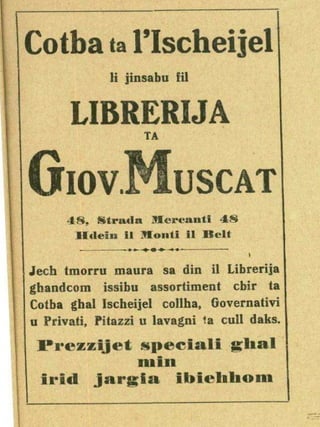 Cotba ta l'Ischeijel
li jinsabu fil
LIBRERIJA
TA
GIOV. MUSCAT
48, Strada Mercanti 48
Hdein il Monti il Belt
Jech tmorru maura sa din il Librerija
ghandcom issibu assortiment cbir ta
Cotba ghal Ischeijel collha, Governativi
u Privati, Pitazzi u lavagni ta cull daks.
Prezzijet speciali ghal
min
irid jargia ibiehhom